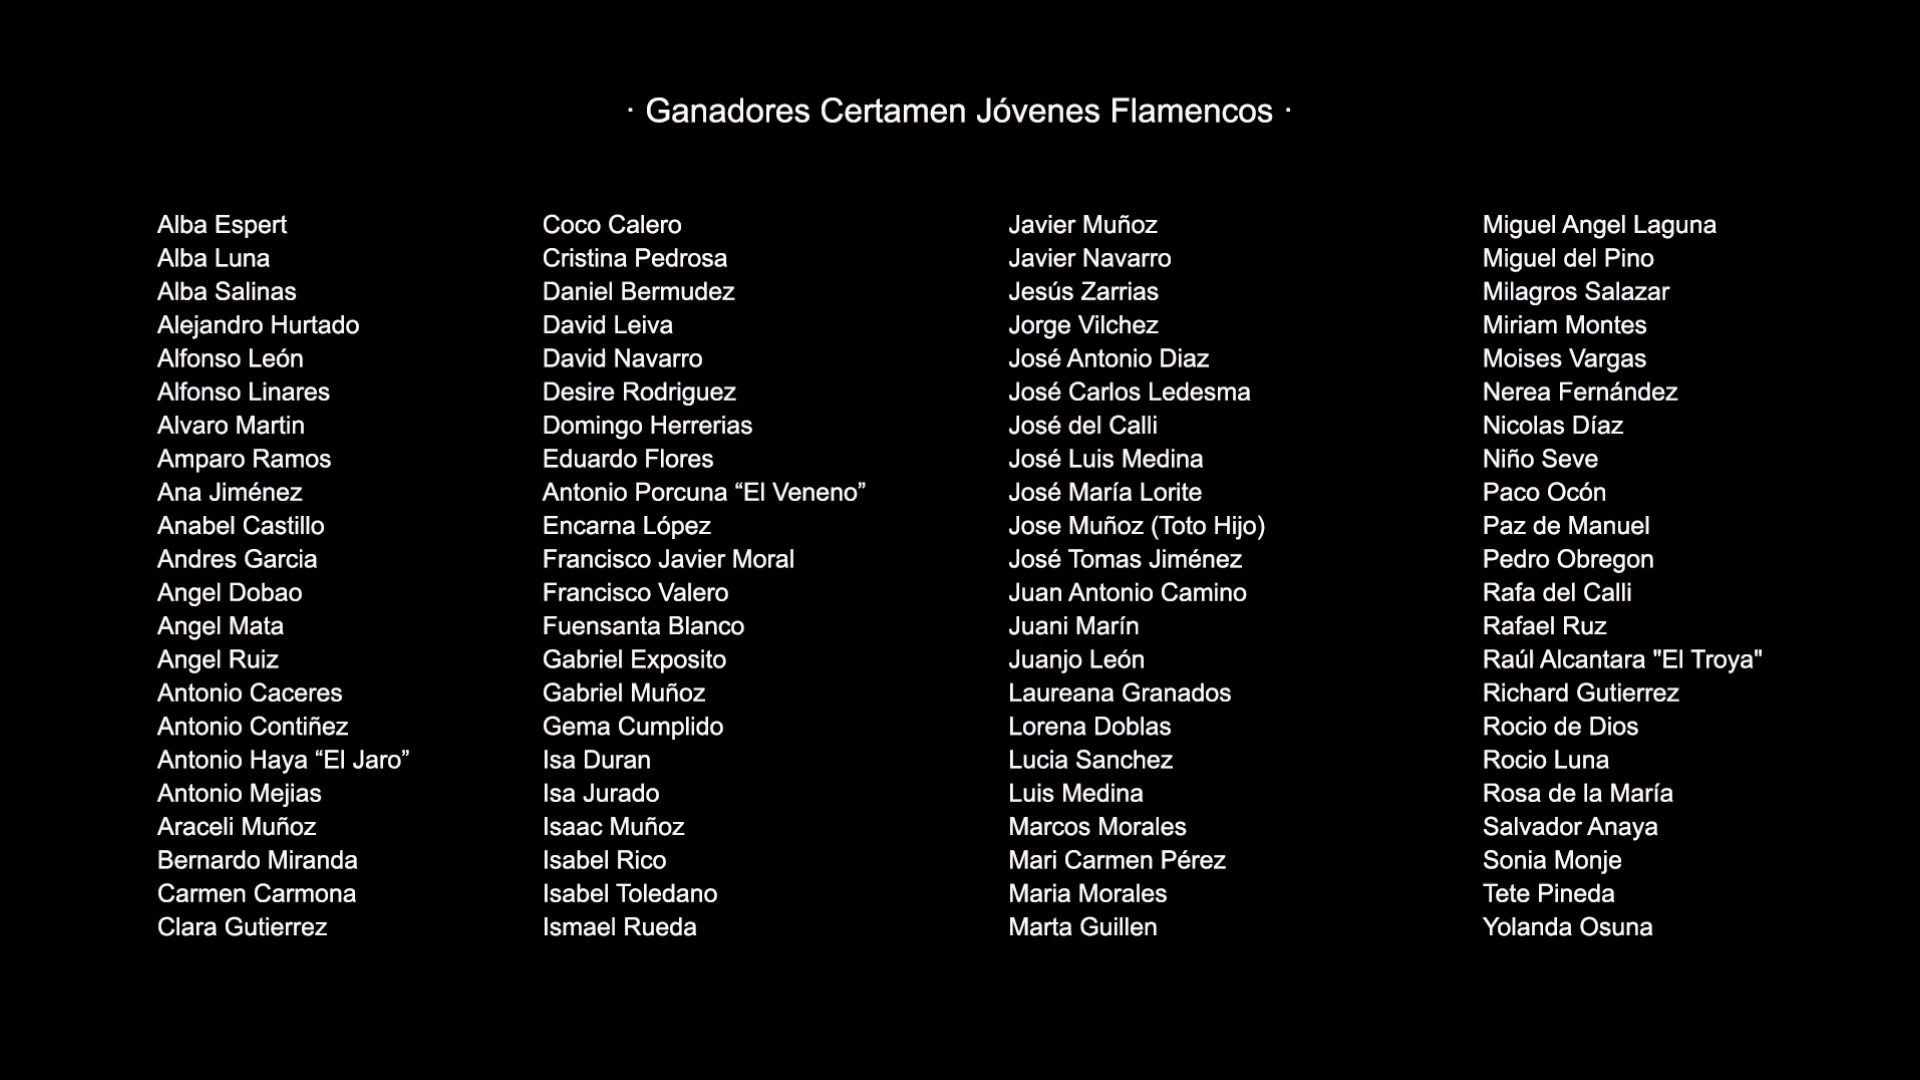 · Ganadores Certamen Jóvenes Flamencos ·
Alba Espert
Alba Luna
Alba Salinas
Alejandro Hurtado
Alfonso León
Alfonso Linares
Alvaro Martin
Amparo Ramos
Ana Jiménez
Anabel Castillo
Andres Garcia
Angel Dobao
Angel Mata
Angel Ruiz
Antonio Caceres
Antonio Contiñez
Antonio Haya “El Jaro”
Antonio Mejias
Araceli Muñoz
Bernardo Miranda
Carmen Carmona
Clara Gutierrez
Coco Calero
Cristina Pedrosa
Daniel Bermudez
David Leiva
David Navarro
Desire Rodriguez
Domingo Herrerias
Eduardo Flores
Antonio Porcuna “El Veneno”
Encarna López
Francisco Javier Moral
Francisco Valero
Fuensanta Blanco
Gabriel Exposito
Gabriel Muñoz
Gema Cumplido
Isa Duran
Isa Jurado
Isaac Muñoz
Isabel Rico
Isabel Toledano
Ismael Rueda
Javier Muñoz
Javier Navarro
Jesús Zarrias
Jorge Vilchez
José Antonio Diaz
José Carlos Ledesma
José del Calli
José Luis Medina
José María Lorite
Jose Muñoz (Toto Hijo)
José Tomas Jiménez
Juan Antonio Camino
Juani Marín
Juanjo León
Laureana Granados
Lorena Doblas
Lucia Sanchez
Luis Medina
Marcos Morales
Mari Carmen Pérez
Maria Morales
Marta Guillen
Miguel Angel Laguna
Miguel del Pino
Milagros Salazar
Miriam Montes
Moises Vargas
Nerea Fernández
Nicolas Díaz
Niño Seve
Paco Ocón
Paz de Manuel
Pedro Obregon
Rafa del Calli
Rafael Ruz
Raúl Alcantara "El Troya"
Richard Gutierrez
Rocio de Dios
Rocio Luna
Rosa de la María
Salvador Anaya
Sonia Monje
Tete Pineda
Yolanda Osuna